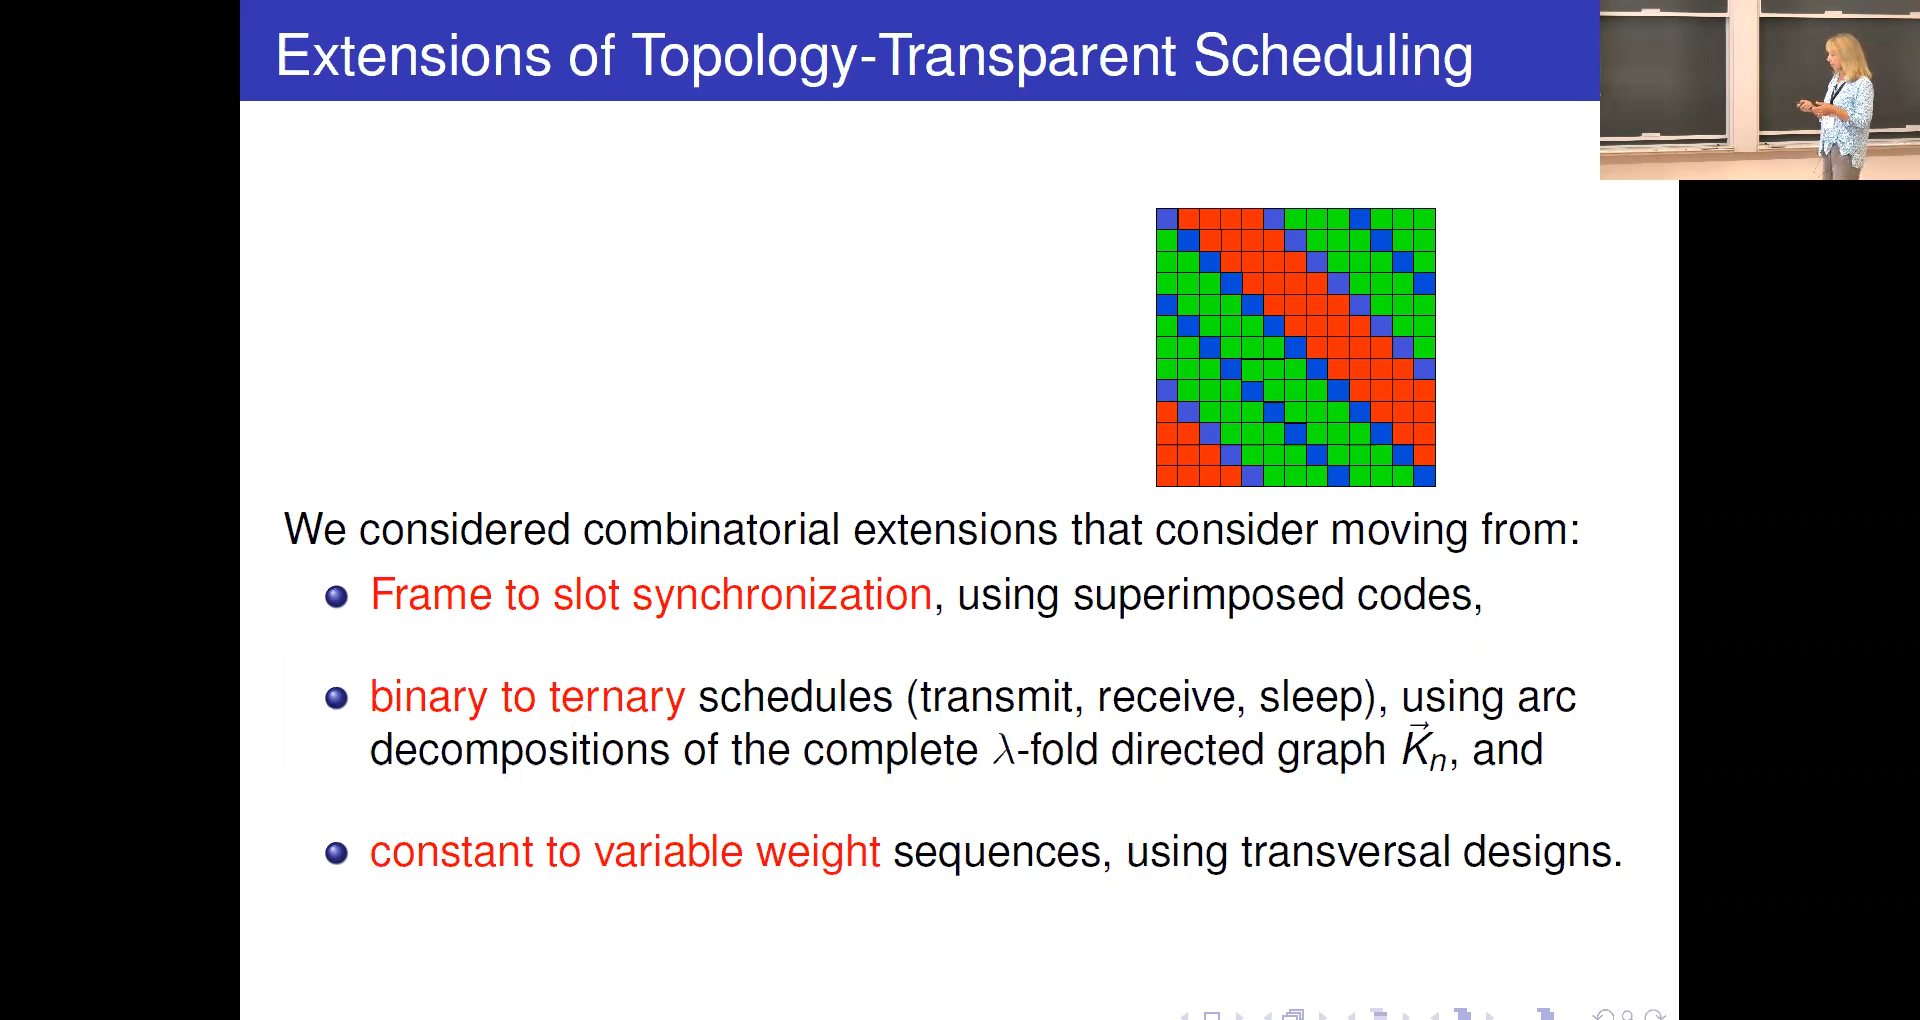 Extensions of Topology-Transparent Scheduling
We considered combinatorial extensions that consider moving from:
Frame to slot synchronization, using superimposed codes,
binary to ternary schedules (transmit, receive, sleep), using arc
decompositions of the complete λ-fold directed graph K⃗ₙ, and
constant to variable weight sequences, using transversal designs.